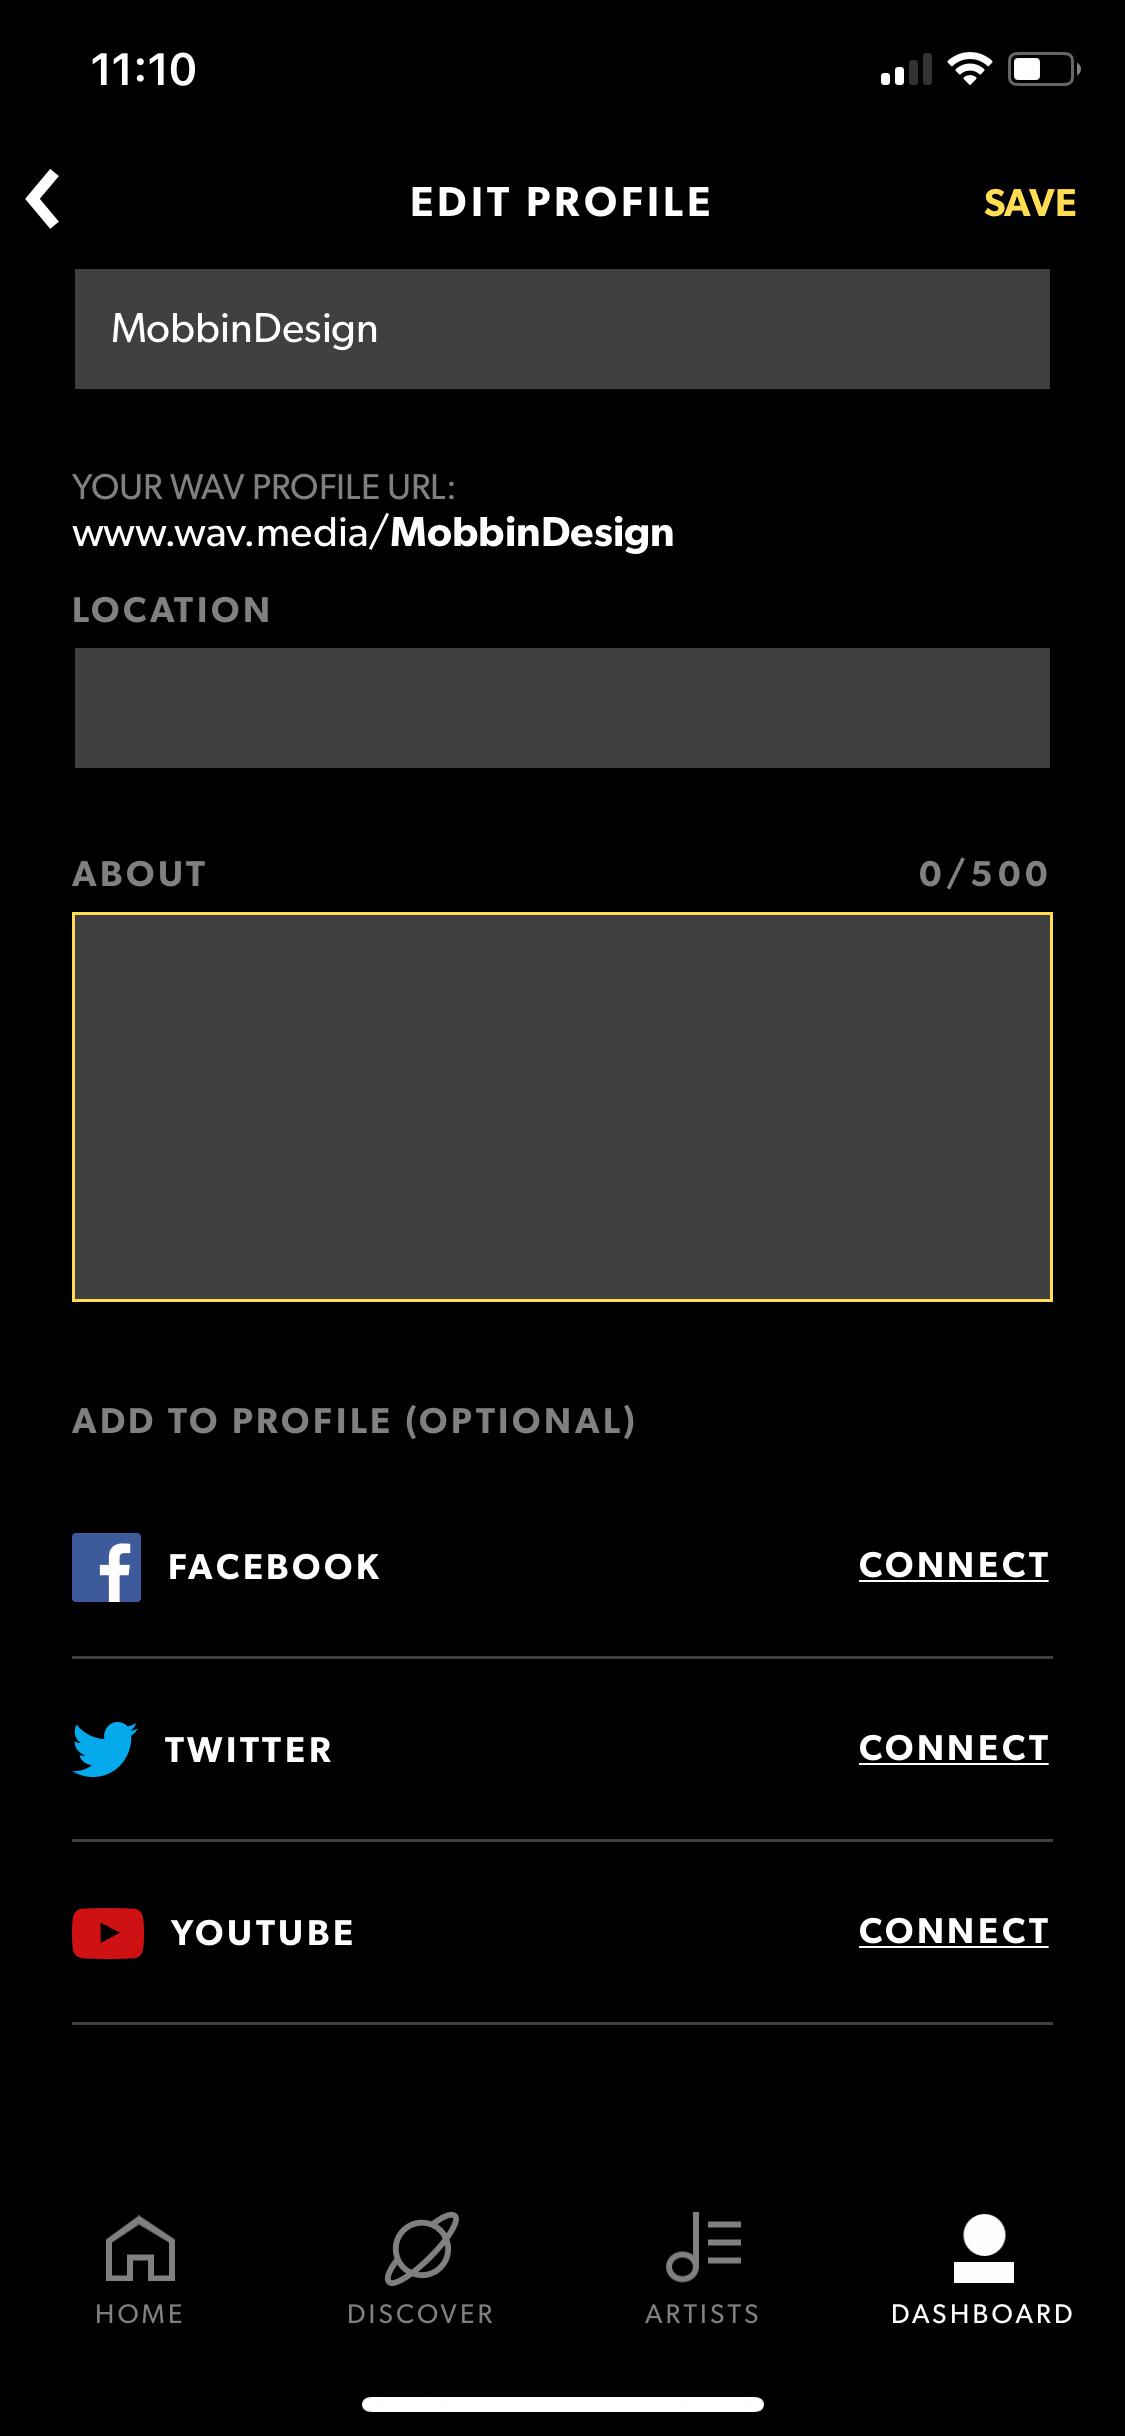 11:10
EDIT PROFILE
SAVE
MobbinDesign
YOUR WAV PROFILE URL:
www.wav.media/MobbinDesign
LOCATION
ABOUT
0/500
ADD TO PROFILE (OPTIONAL)
FACEBOOK
CONNECT
TWITTER
CONNECT
YOUTUBE
CONNECT
HOME
DISCOVER
ARTISTS
DASHBOARD